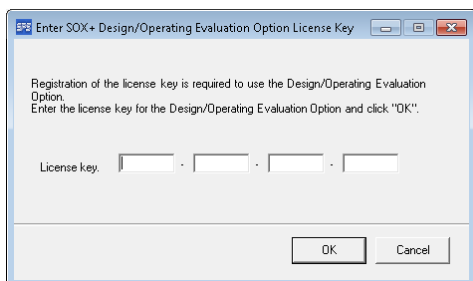 Enter SOX+ Design/Operating Evaluation Option License Key
Registration of the license key is required to use the Design/Operating Evaluation
Option.
Enter the license key for the Design/Operating Evaluation Option and click "OK".
License key. - - -
OK Cancel